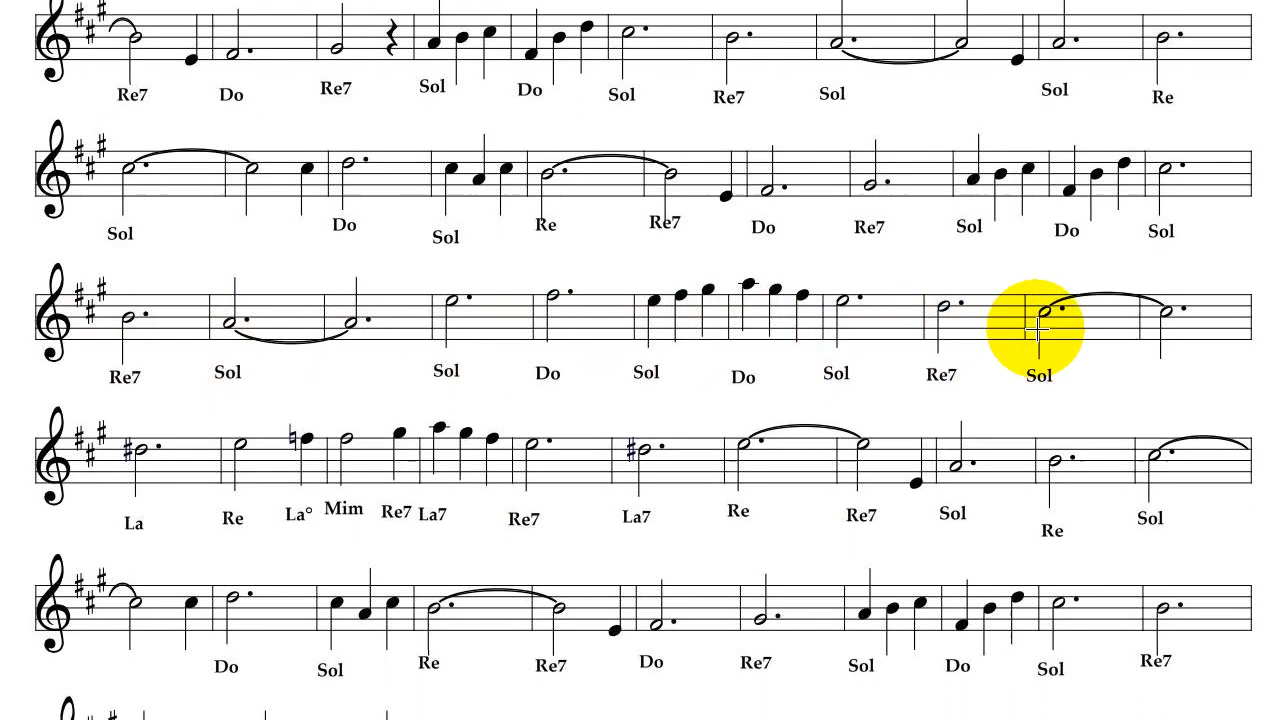 Re7 Do Re7 Sol Do Sol Re7 Sol Sol Re
Sol Do Sol Re Re7 Do Re7 Sol Do Sol
Re7 Sol Sol Do Sol Do Sol Re7 Sol
La Re La° Mim Re7 La7 Re7 La7 Re Re7 Sol Re Sol
Do Sol Re Re7 Do Re7 Sol Do Sol Re7